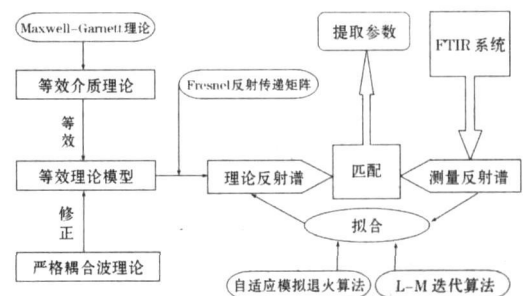 Maxwell-Garnett理论
提取参数
FTIR 系统
等效介质理论
Fresnel反射传递矩阵
等
效
等效理论模型
理论反射谱
匹配
测量反射谱
修
正
拟合
严格耦合波理论
自适应模拟退火算法
L-M 迭代算法